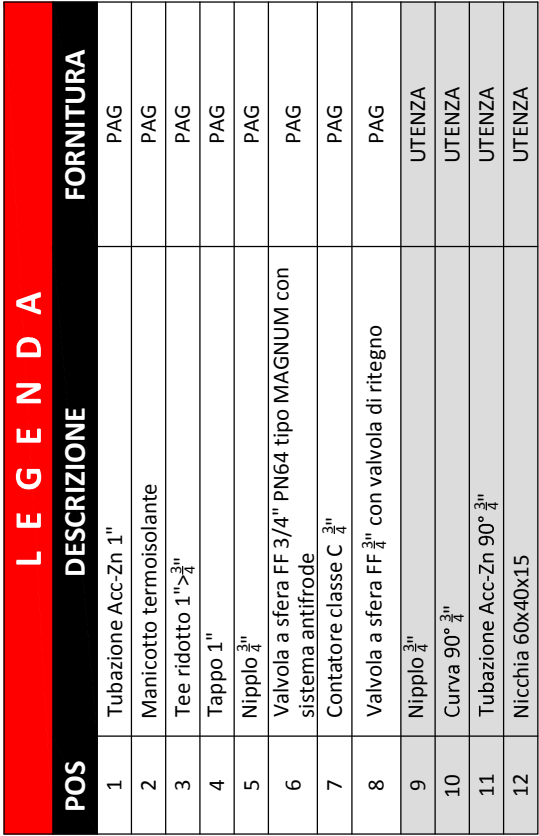 L E G E N D A
POS DESCRIZIONE FORNITURA
1 Tubazione Acc-Zn 1" PAG
2 Manicotto termoisolante PAG
3 Tee ridotto 1">3/4" PAG
4 Tappo 1" PAG
5 Nipplo 3/4" PAG
6 Valvola a sfera FF 3/4" PN64 tipo MAGNUM con PAG
sistema antifrode
7 Contatore classe C 3/4" PAG
8 Valvola a sfera FF 3/4" con valvola di ritegno PAG
9 Nipplo 3/4" UTENZA
10 Curva 90° 3/4" UTENZA
11 Tubazione Acc-Zn 90° 3/4" UTENZA
12 Nicchia 60x40x15 UTENZA